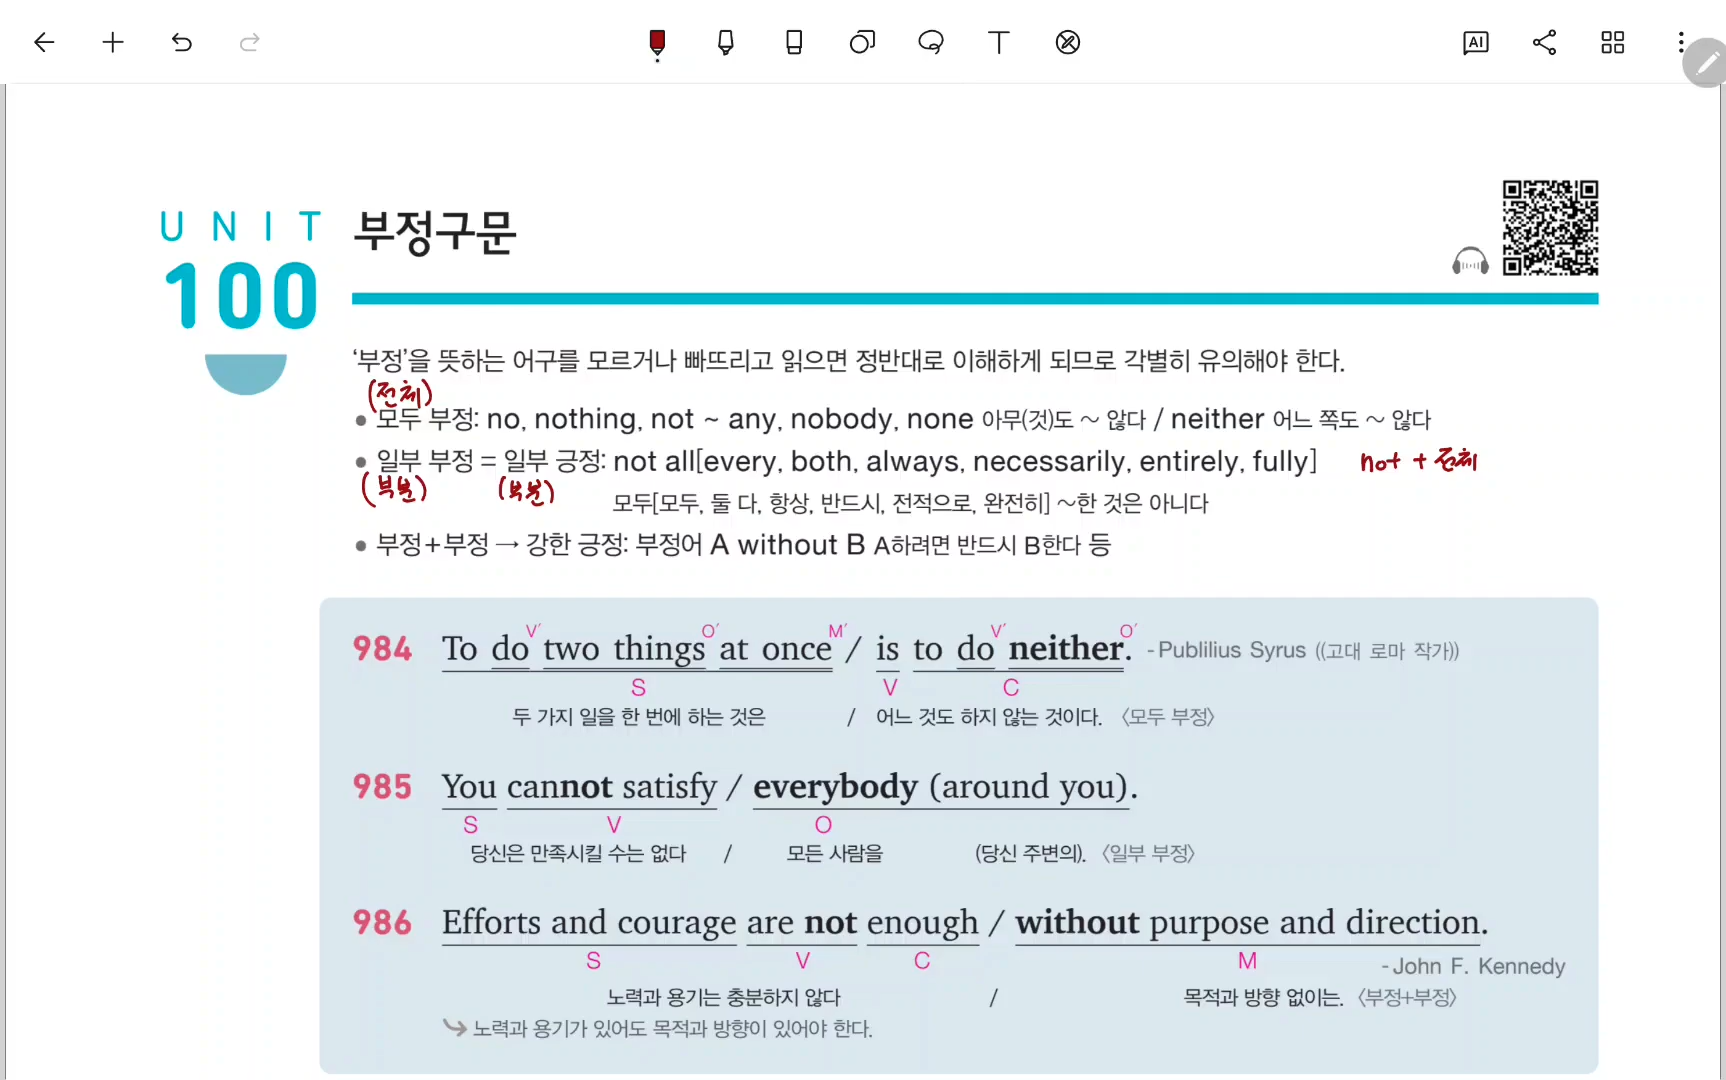 AI
UNIT
100
부정구문
‘부정’을 뜻하는 어구를 모르거나 빠뜨리고 읽으면 정반대로 이해하게 되므로 각별히 유의해야 한다.
(전체)
● 모두 부정: no, nothing, not ~ any, nobody, none 아무(것)도 ~ 않다 / neither 어느 쪽도 ~ 않다
● 일부 부정 = 일부 긍정: not all[every, both, always, necessarily, entirely, fully] not + 전체
(부분) (부분) 모두[모두, 둘 다, 항상, 반드시, 전적으로, 완전히] ~한 것은 아니다
● 부정+부정 → 강한 긍정: 부정어 A without B A하려면 반드시 B한다 등
V′ O′ M′ V′ O′
984 To do two things at once / is to do neither. - Publilius Syrus ((고대 로마 작가))
S V C
두 가지 일을 한 번에 하는 것은 / 어느 것도 하지 않는 것이다. 〈모두 부정〉
985 You cannot satisfy / everybody (around you).
S V O
당신은 만족시킬 수는 없다 / 모든 사람을 (당신 주변의). 〈일부 부정〉
986 Efforts and courage are not enough / without purpose and direction.
S V C M - John F. Kennedy
노력과 용기는 충분하지 않다 / 목적과 방향 없이는. 〈부정+부정〉
↪ 노력과 용기가 있어도 목적과 방향이 있어야 한다.